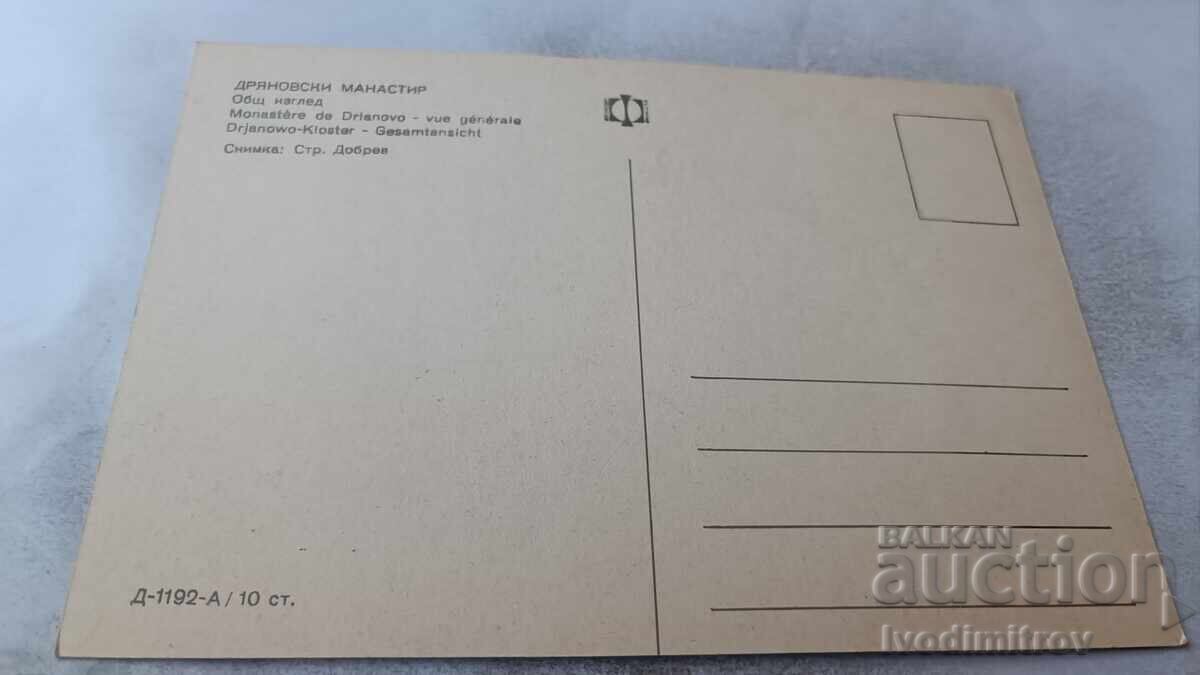 ДРЯНОВСКИ МАНАСТИР
Общ изглед
Monastère de Drianovo - vue générale
Drjanowo-Kloster - Gesamtansicht
Снимка: Стр. Добрев
Ф
Д-1192-А / 10 ст.
BALKAN
auction
Ivodimitrov